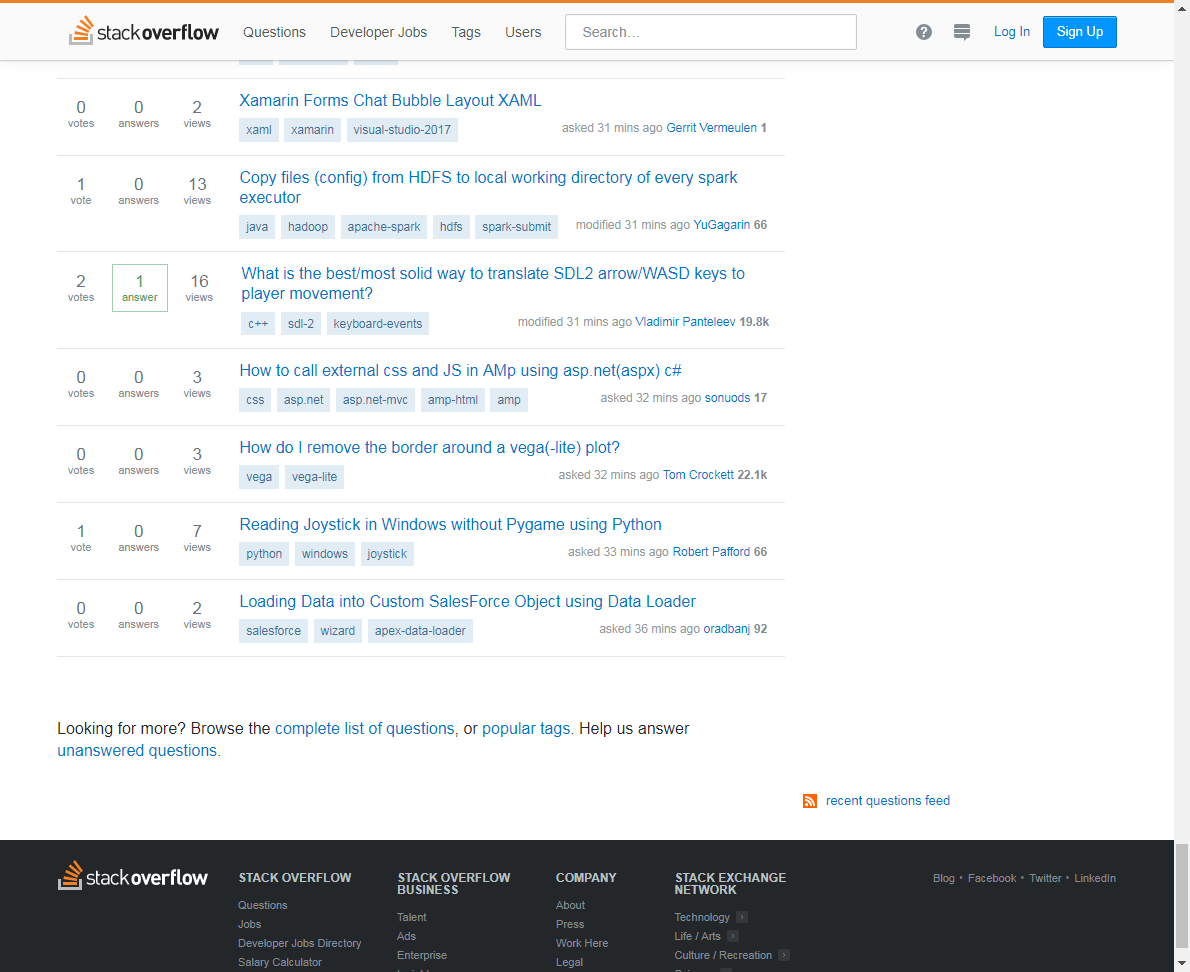 stack overflow Questions Developer Jobs Tags Users Search... ? Log In Sign Up
0 votes 0 answers 2 views Xamarin Forms Chat Bubble Layout XAML
xaml xamarin visual-studio-2017 asked 31 mins ago Gerrit Vermeulen 1
1 vote 0 answers 13 views Copy files (config) from HDFS to local working directory of every spark
executor
java hadoop apache-spark hdfs spark-submit modified 31 mins ago YuGagarin 66
2 votes 1 answer 16 views What is the best/most solid way to translate SDL2 arrow/WASD keys to
player movement?
c++ sdl-2 keyboard-events modified 31 mins ago Vladimir Panteleev 19.8k
0 votes 0 answers 3 views How to call external css and JS in AMp using asp.net(aspx) c#
css asp.net asp.net-mvc amp-html amp asked 32 mins ago sonuods 17
0 votes 0 answers 3 views How do I remove the border around a vega(-lite) plot?
vega vega-lite asked 32 mins ago Tom Crockett 22.1k
1 vote 0 answers 7 views Reading Joystick in Windows without Pygame using Python
python windows joystick asked 33 mins ago Robert Pafford 66
0 votes 0 answers 2 views Loading Data into Custom SalesForce Object using Data Loader
salesforce wizard apex-data-loader asked 36 mins ago oradbanj 92
Looking for more? Browse the complete list of questions, or popular tags. Help us answer
unanswered questions.
recent questions feed
stack overflow
STACK OVERFLOW
Questions
Jobs
Developer Jobs Directory
Salary Calculator
STACK OVERFLOW
BUSINESS
Talent
Ads
Enterprise
COMPANY
About
Press
Work Here
Legal
STACK EXCHANGE
NETWORK
Technology
Life / Arts
Culture / Recreation
Blog • Facebook • Twitter • LinkedIn